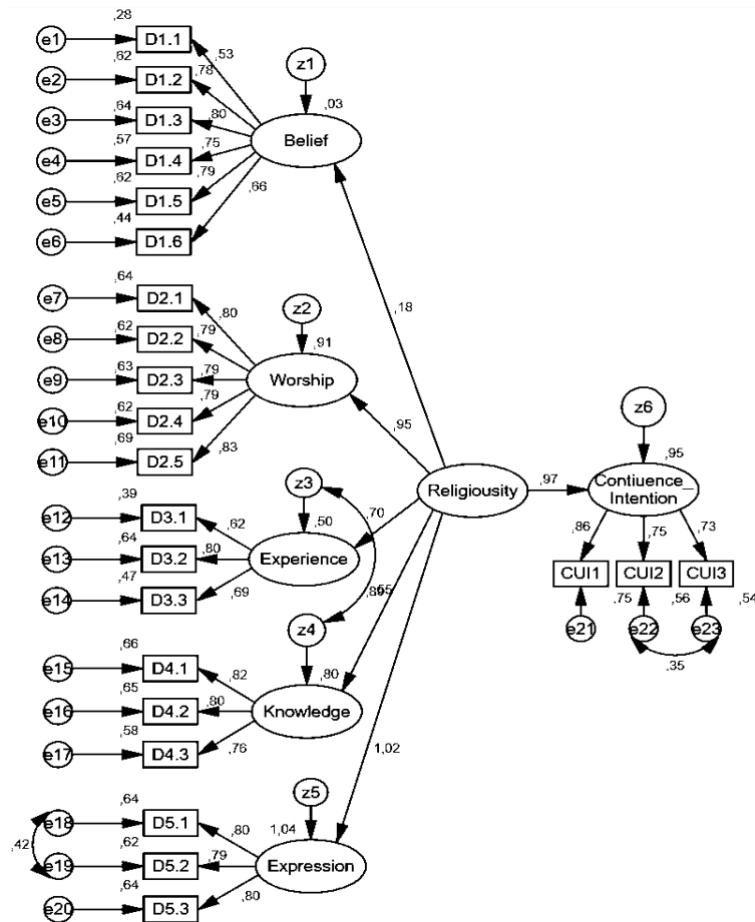 ,28
e1 D1.1 ,53
,62
e2 D1.2 ,78
,64
e3 D1.3 ,80
,57
e4 D1.4 ,75
,62
e5 D1.5 ,79
,44
e6 D1.6 ,66
z1
,03
Belief
,18
,64
e7 D2.1 ,80
,62
e8 D2.2 ,79
,63
e9 D2.3 ,79
,62
e10 D2.4 ,79
,69
e11 D2.5 ,83
z2
,91
Worship
,95
,39
e12 D3.1 ,62
,64
e13 D3.2 ,80
,47
e14 D3.3 ,69
z3
,50
Experience
,70
,66
e15 D4.1 ,82
,65
e16 D4.2 ,80
,58
e17 D4.3 ,76
z4
,80
Knowledge
,64
e18 D5.1 ,80
,42
,62
e19 D5.2 ,79
,64
e20 D5.3 ,80
z5
1,04
Expression
1,02
Religiousity
,97
z6
,95
Contiuence_
Intention
,86 ,75 ,73
CUI1 CUI2 CUI3
,75 ,56 ,54
e21 e22 e23
,35